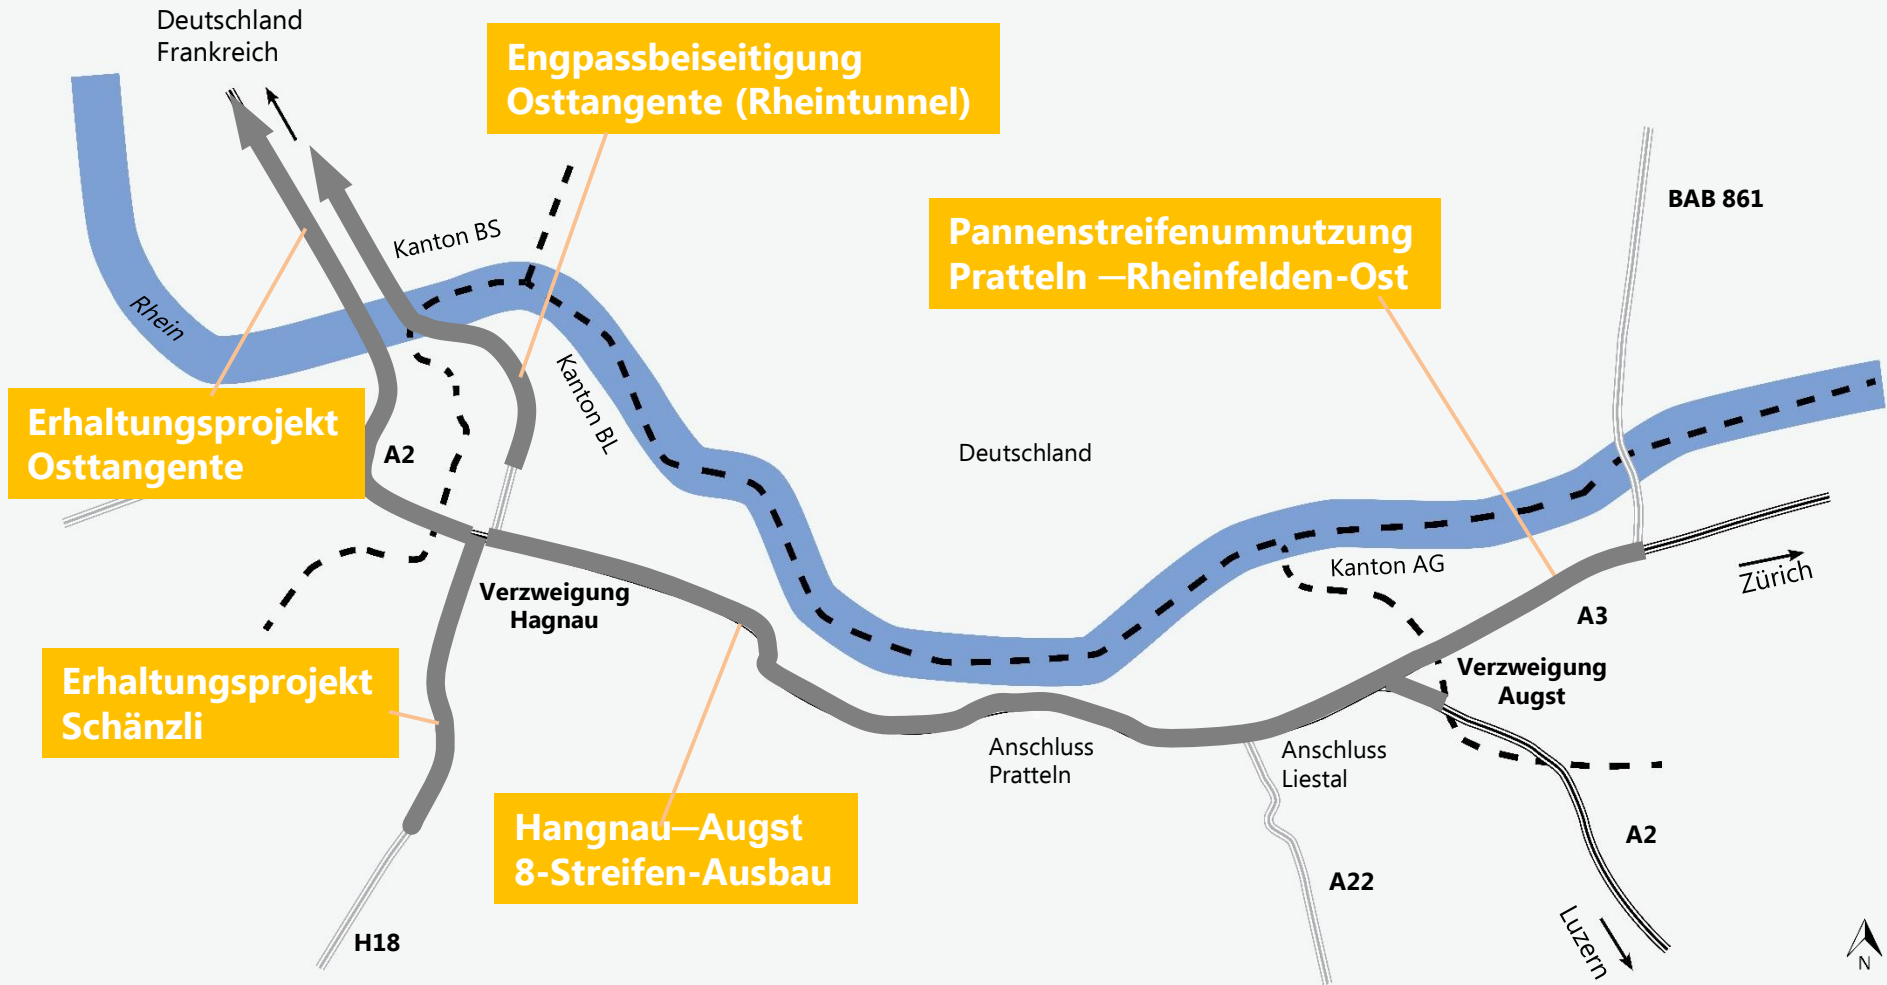 Deutschland
Frankreich
Engpassbeiseitigung
Osttangente (Rheintunnel)
Kanton BS
BAB 861
Pannenstreifenumnutzung
Pratteln —Rheinfelden-Ost
Rhein
Kanton BL
Erhaltungsprojekt
Osttangente
A2
Deutschland
Kanton AG
Zürich
Verzweigung
Hagnau
A3
Verzweigung
Augst
Erhaltungsprojekt
Schänzli
Anschluss
Pratteln
Anschluss
Liestal
Hangnau—Augst
8-Streifen-Ausbau
A2
A22
H18
Luzern
N